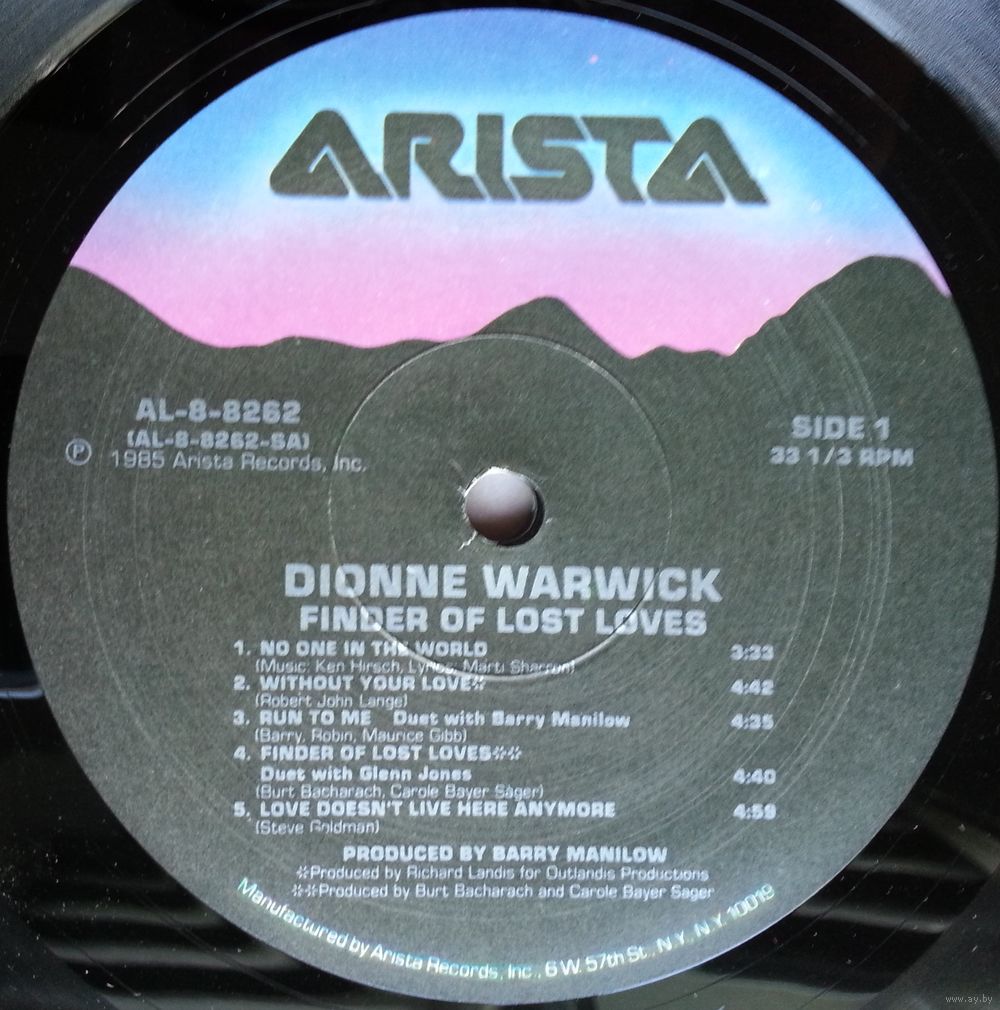 ARISTA
AL-8-8262
(AL-8-8262-SA)
Ⓟ 1985 Arista Records, Inc.
SIDE 1
33 1/3 RPM
DIONNE WARWICK
FINDER OF LOST LOVES
1. NO ONE IN THE WORLD 3:33
(Music: Ken Hirsch, Lyrics: Marti Sharron)
2. WITHOUT YOUR LOVE* 4:42
(Robert John Lange)
3. RUN TO ME Duet with Barry Manilow 4:35
(Barry, Robin, Maurice Gibb)
4. FINDER OF LOST LOVES**
Duet with Glenn Jones 4:40
(Burt Bacharach, Carole Bayer Sager)
5. LOVE DOESN'T LIVE HERE ANYMORE 4:59
(Steve Goldman)
PRODUCED BY BARRY MANILOW
*Produced by Richard Landis for Outlandis Productions
**Produced by Burt Bacharach and Carole Bayer Sager
Manufactured by Arista Records, Inc., 6 W. 57th St., N.Y., N.Y. 10019
www.ay.by